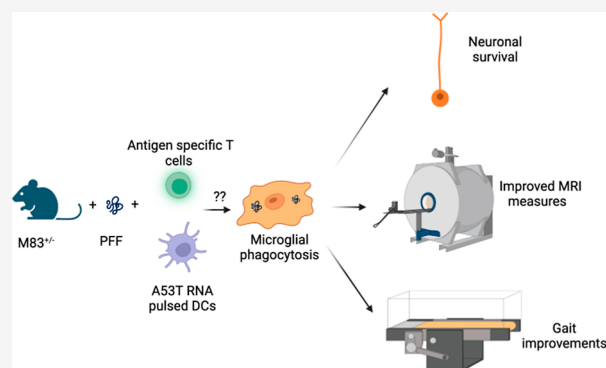 Neuronal
survival
Antigen specific T
cells
+
+
??
M83+/-
PFF
Microglial
phagocytosis
Improved MRI
measures
A53T RNA
pulsed DCs
Gait
improvements